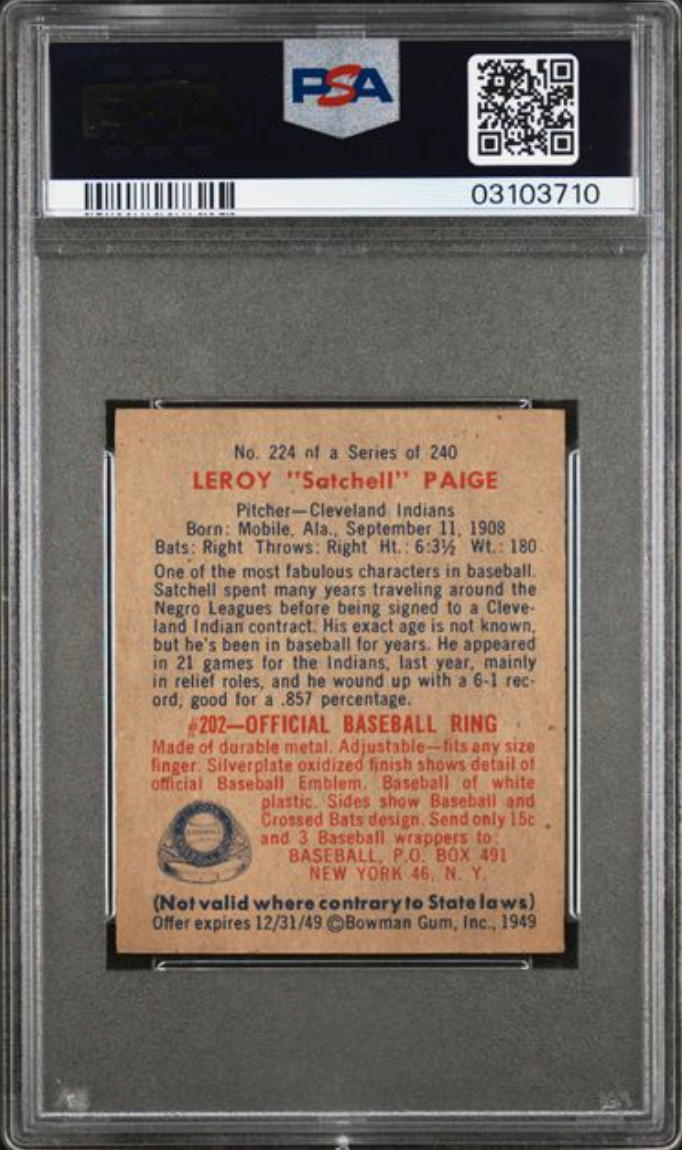 PSA
03103710
No. 224 of a Series of 240
LEROY "Satchell" PAIGE
Pitcher—Cleveland Indians
Born: Mobile, Ala., September 11, 1908
Bats: Right Throws: Right Ht.: 6:3½ Wt.: 180
One of the most fabulous characters in baseball.
Satchell spent many years traveling around the
Negro Leagues before being signed to a Cleve-
land Indian contract. His exact age is not known,
but he's been in baseball for years. He appeared
in 21 games for the Indians, last year, mainly
in relief roles, and he wound up with a 6-1 rec-
ord, good for a .857 percentage.
#202—OFFICIAL BASEBALL RING
Made of durable metal. Adjustable—fits any size
finger. Silverplate oxidized finish shows detail of
official Baseball Emblem. Baseball of white
plastic. Sides show Baseball and
Crossed Bats design. Send only 15c
and 3 Baseball wrappers to:
BASEBALL, P.O. BOX 491
NEW YORK 46, N. Y.
(Not valid where contrary to State laws)
Offer expires 12/31/49 ©Bowman Gum, Inc., 1949